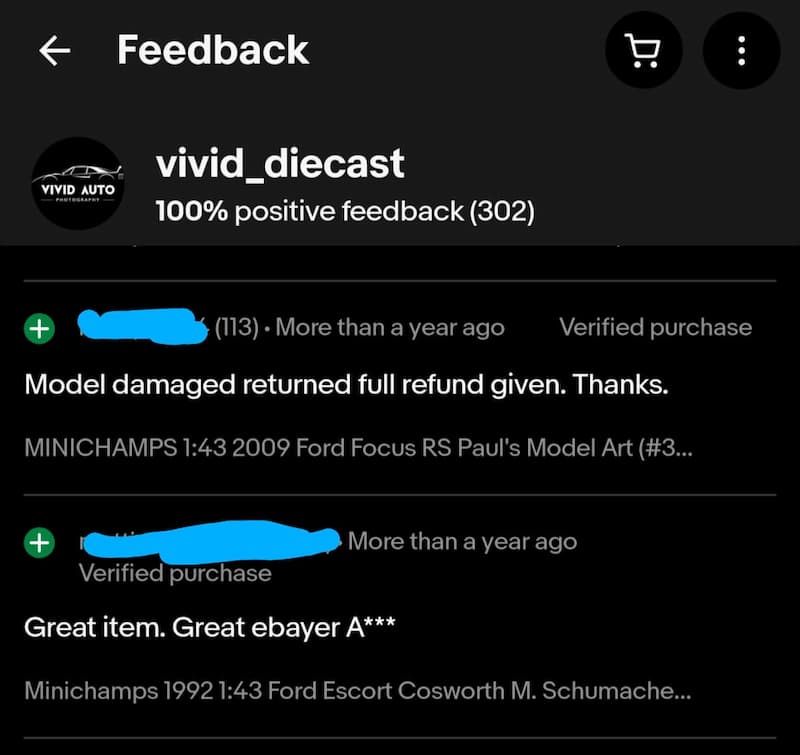 Feedback
VIVID AUTO
PHOTOGRAPHY
vivid_diecast
100% positive feedback (302)
(113) • More than a year ago Verified purchase
Model damaged returned full refund given. Thanks.
MINICHAMPS 1:43 2009 Ford Focus RS Paul's Model Art (#3...
More than a year ago
Verified purchase
Great item. Great ebayer A***
Minichamps 1992 1:43 Ford Escort Cosworth M. Schumache...